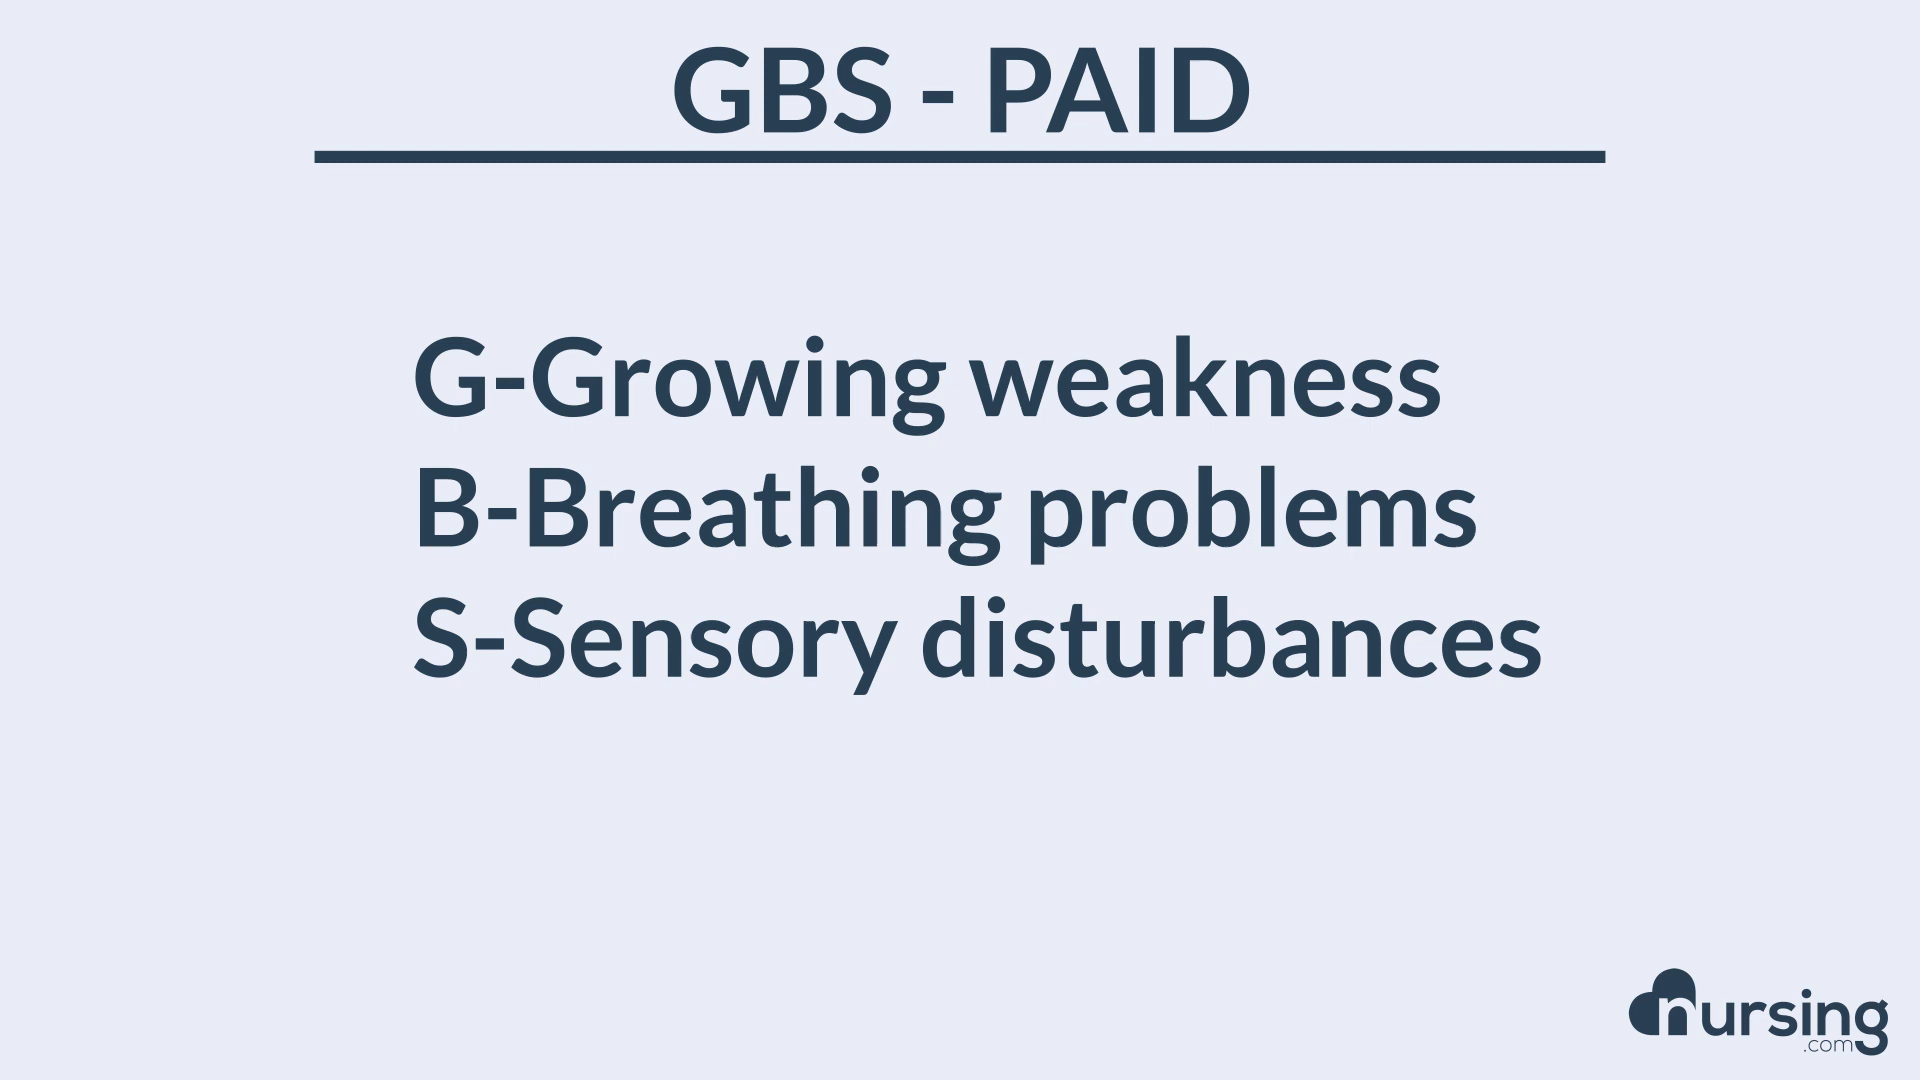 GBS - PAID
G-Growing weakness
B-Breathing problems
S-Sensory disturbances
nursing
.com